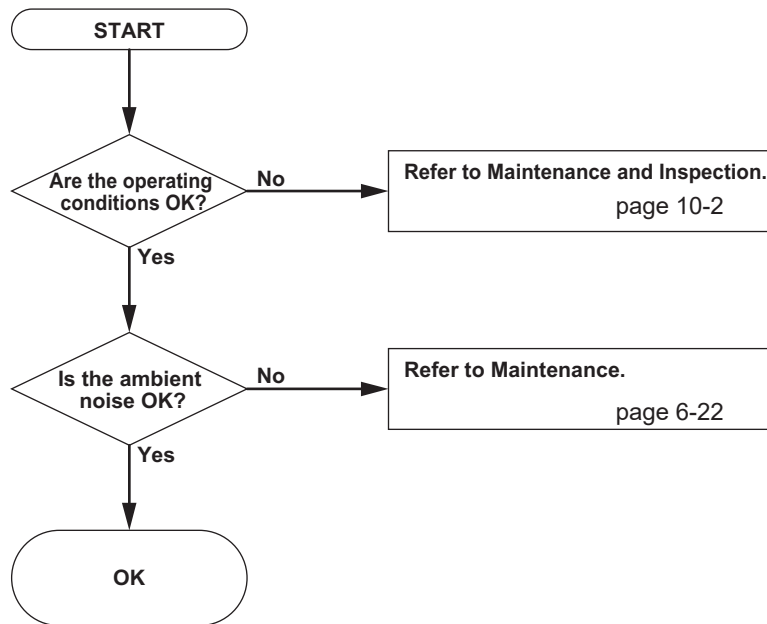 START
Are the operating
conditions OK?
No
Refer to Maintenance and Inspection.
page 10-2
Yes
Is the ambient
noise OK?
No
Refer to Maintenance.
page 6-22
Yes
OK